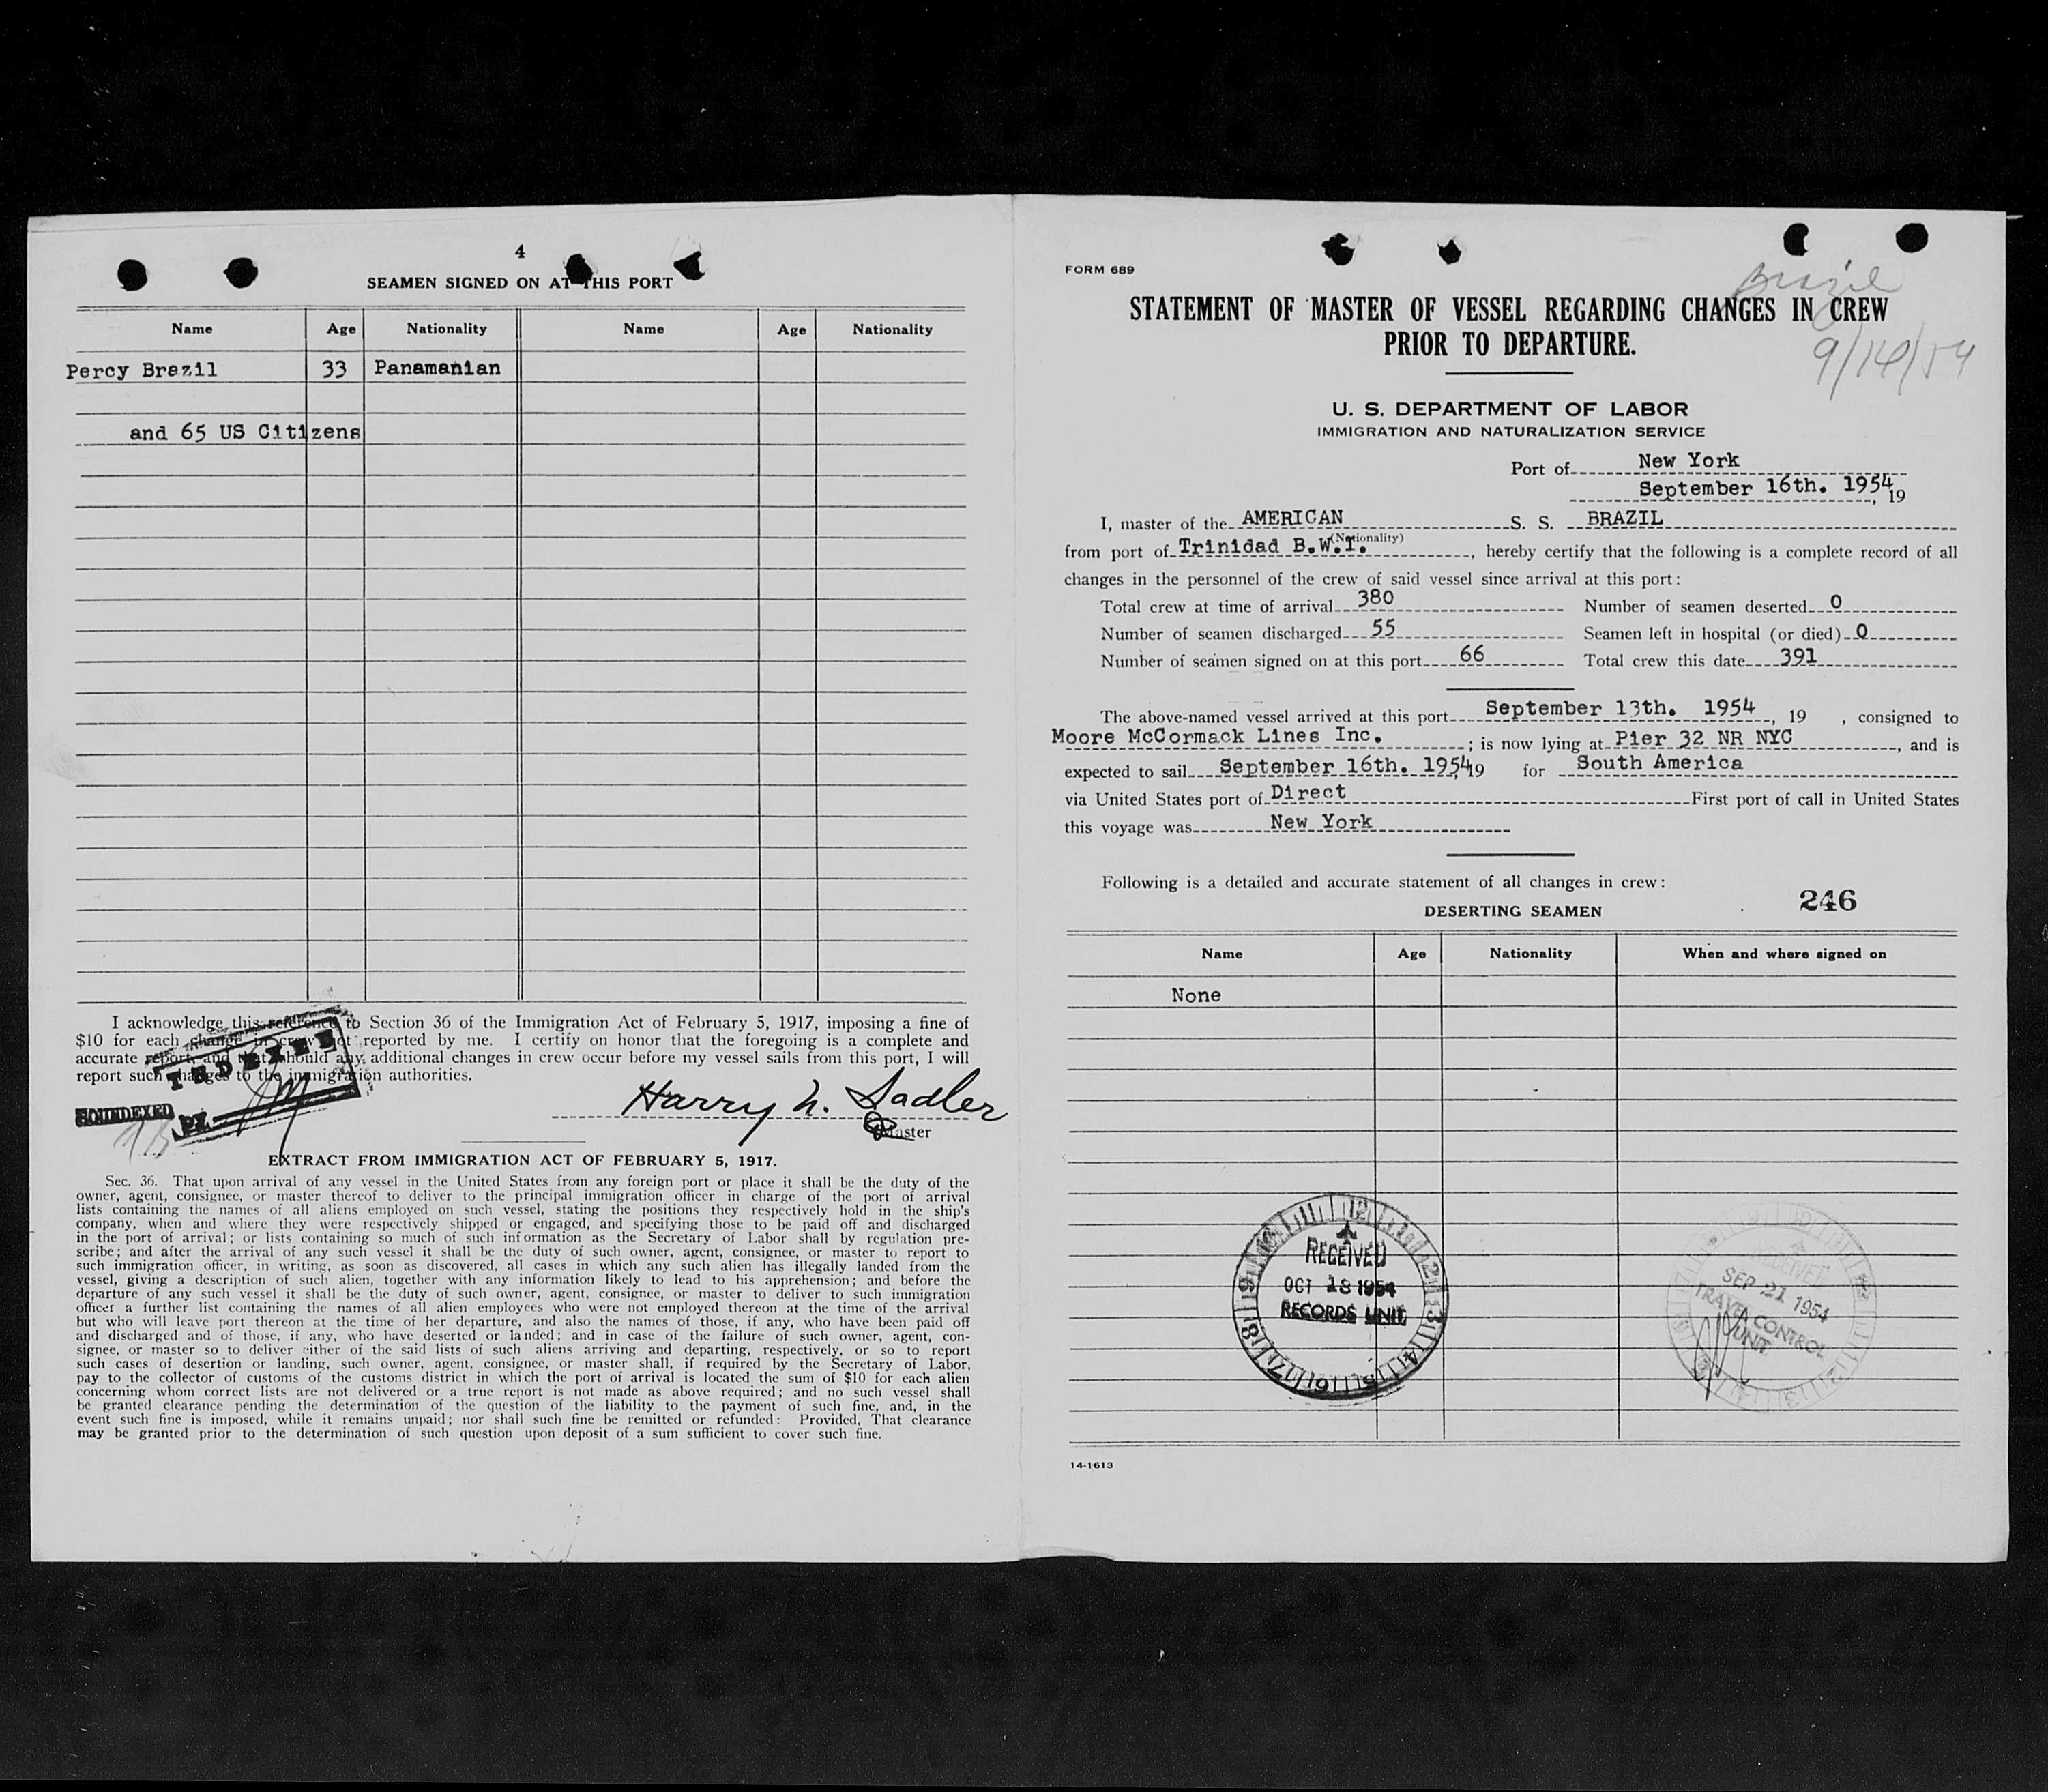 4
SEAMEN SIGNED ON AT THIS PORT
Name Age Nationality Name Age Nationality
Percy Brazil 33 Panamanian
and 65 US Citizens
I acknowledge this reference to Section 36 of the Immigration Act of February 5, 1917, imposing a fine of
$10 for each change in crew not reported by me. I certify on honor that the foregoing is a complete and
accurate report, and that should any additional changes in crew occur before my vessel sails from this port, I will
report such changes to the immigration authorities.
INDEXED
SOUNDEXED
BY
Harry N. Sadler
Master
EXTRACT FROM IMMIGRATION ACT OF FEBRUARY 5, 1917.
Sec. 36. That upon arrival of any vessel in the United States from any foreign port or place it shall be the duty of the
owner, agent, consignee, or master thereof to deliver to the principal immigration officer in charge of the port of arrival
lists containing the names of all aliens employed on such vessel, stating the positions they respectively hold in the ship's
company, when and where they were respectively shipped or engaged, and specifying those to be paid off and discharged
in the port of arrival; or lists containing so much of such information as the Secretary of Labor shall by regulation pre-
scribe; and after the arrival of any such vessel it shall be the duty of such owner, agent, consignee, or master to report to
such immigration officer, in writing, as soon as discovered, all cases in which any such alien has illegally landed from the
vessel, giving a description of such alien, together with any information likely to lead to his apprehension; and before the
departure of any such vessel it shall be the duty of such owner, agent, consignee, or master to deliver to such immigration
officer a further list containing the names of all alien employees who were not employed thereon at the time of the arrival
but who will leave port thereon at the time of her departure, and also the names of those, if any, who have been paid off
and discharged and of those, if any, who have deserted or landed; and in case of the failure of such owner, agent, con-
signee, or master so to deliver either of the said lists of such aliens arriving and departing, respectively, or so to report
such cases of desertion or landing, such owner, agent, consignee, or master shall, if required by the Secretary of Labor,
pay to the collector of customs of the customs district in which the port of arrival is located the sum of $10 for each alien
concerning whom correct lists are not delivered or a true report is not made as above required; and no such vessel shall
be granted clearance pending the determination of the question of the liability to the payment of such fine, and, in the
event such fine is imposed, while it remains unpaid; nor shall such fine be remitted or refunded: Provided, That clearance
may be granted prior to the determination of such question upon deposit of a sum sufficient to cover such fine.
FORM 689
Brazil
9/14/54
STATEMENT OF MASTER OF VESSEL REGARDING CHANGES IN CREW
PRIOR TO DEPARTURE.
U. S. DEPARTMENT OF LABOR
IMMIGRATION AND NATURALIZATION SERVICE
Port of New York
September 16th. 1954, 19
I, master of the AMERICAN S. S. BRAZIL
(Nationality)
from port of Trinidad B.W.I., hereby certify that the following is a complete record of all
changes in the personnel of the crew of said vessel since arrival at this port:
Total crew at time of arrival 380 Number of seamen deserted 0
Number of seamen discharged 55 Seamen left in hospital (or died) 0
Number of seamen signed on at this port 66 Total crew this date 391
The above-named vessel arrived at this port September 13th. 1954, 19 , consigned to
Moore McCormack Lines Inc. ; is now lying at Pier 32 NR NYC, and is
expected to sail September 16th. 1954, 19 for South America
via United States port of Direct First port of call in United States
this voyage was New York
Following is a detailed and accurate statement of all changes in crew:
246
DESERTING SEAMEN
Name Age Nationality When and where signed on
None
RECEIVED
OCT 18 1954
RECORDS UNIT
RECEIVED
SEP 21 1954
TRAVEL CONTROL
UNIT
14-1613